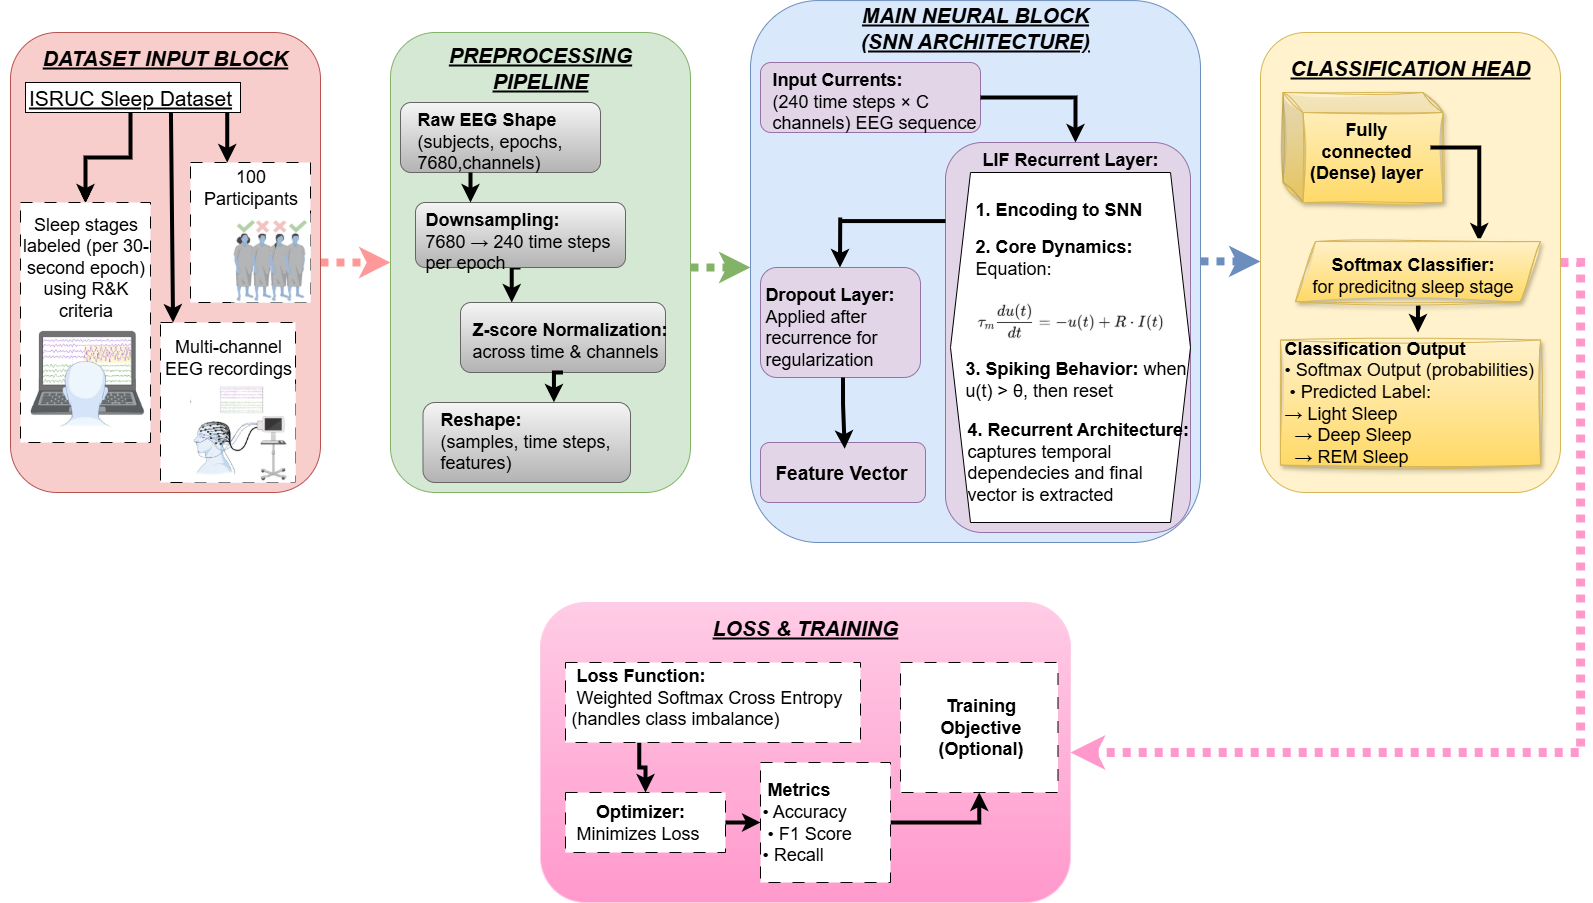 DATASET INPUT BLOCK
ISRUC Sleep Dataset
100
Participants
Sleep stages
labeled (per 30-
second epoch)
using R&K
criteria
Multi-channel
EEG recordings
PREPROCESSING
PIPELINE
Raw EEG Shape
(subjects, epochs,
7680,channels)
Downsampling:
7680 → 240 time steps
per epoch
Z-score Normalization:
across time & channels
Reshape:
(samples, time steps,
features)
MAIN NEURAL BLOCK
(SNN ARCHITECTURE)
Input Currents:
(240 time steps × C
channels) EEG sequence
LIF Recurrent Layer:
1. Encoding to SNN
2. Core Dynamics:
Equation:
τₘ du(t)/dt = −u(t) + R · I(t)
3. Spiking Behavior: when
u(t) > θ, then reset
4. Recurrent Architecture:
captures temporal
dependecies and final
vector is extracted
Dropout Layer:
Applied after
recurrence for
regularization
Feature Vector
CLASSIFICATION HEAD
Fully
connected
(Dense) layer
Softmax Classifier:
for predicitng sleep stage
Classification Output
• Softmax Output (probabilities)
• Predicted Label:
→ Light Sleep
→ Deep Sleep
→ REM Sleep
LOSS & TRAINING
Loss Function:
Weighted Softmax Cross Entropy
(handles class imbalance)
Optimizer:
Minimizes Loss
Metrics
• Accuracy
• F1 Score
• Recall
Training
Objective
(Optional)